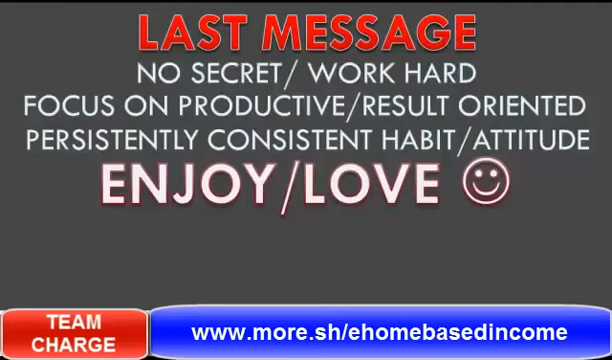 LAST MESSAGE
NO SECRET/ WORK HARD
FOCUS ON PRODUCTIVE/RESULT ORIENTED
PERSISTENTLY CONSISTENT HABIT/ATTITUDE
ENJOY/LOVE ☺
TEAM
CHARGE
www.more.sh/ehomebasedincome